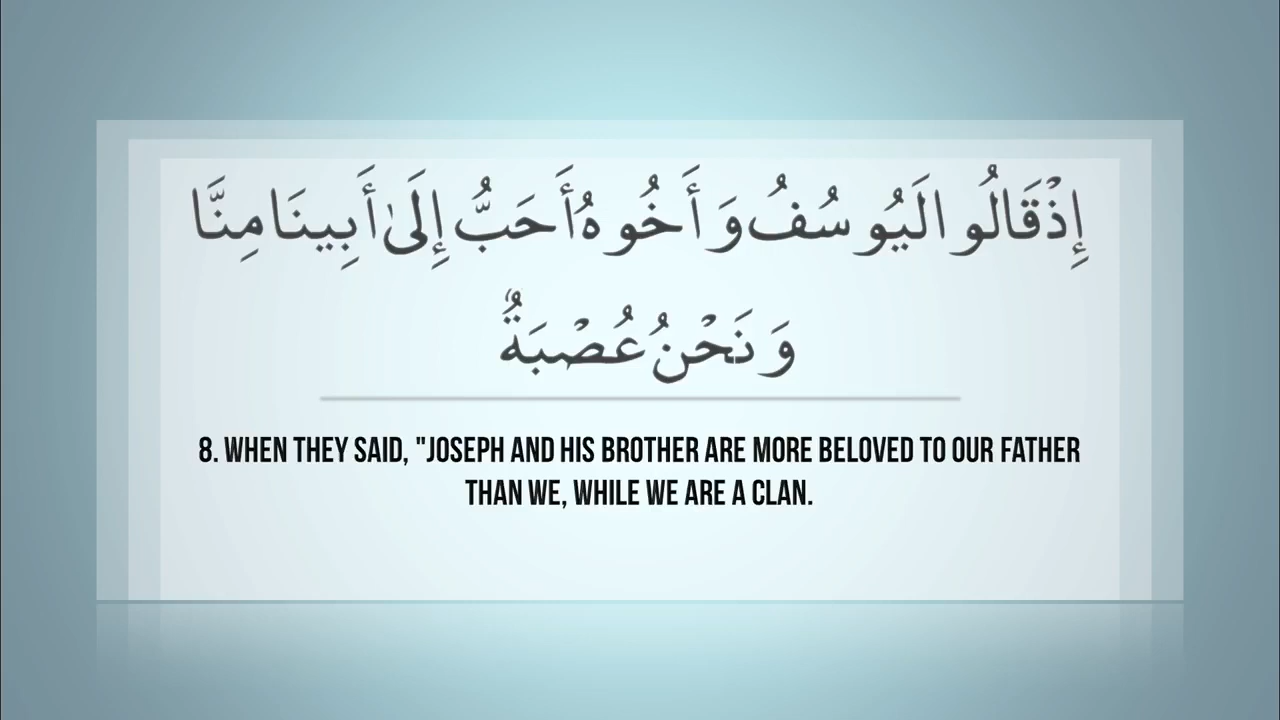 إِذْ قَالُوا لَيُوسُفُ وَأَخُوهُ أَحَبُّ إِلَىٰ أَبِينَا مِنَّا
وَنَحْنُ عُصْبَةٌ
8. WHEN THEY SAID, "JOSEPH AND HIS BROTHER ARE MORE BELOVED TO OUR FATHER
THAN WE, WHILE WE ARE A CLAN.